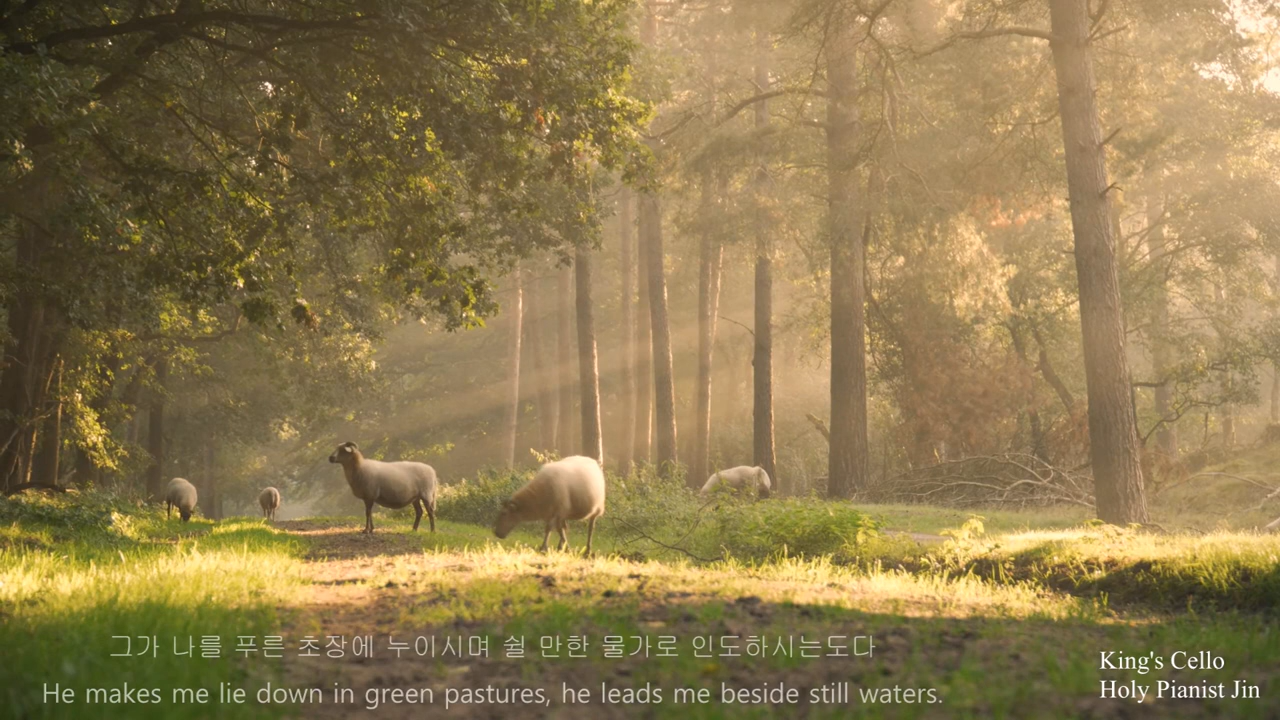 그가 나를 푸른 초장에 누이시며 쉴 만한 물가로 인도하시는도다
He makes me lie down in green pastures, he leads me beside still waters.
King's Cello
Holy Pianist Jin